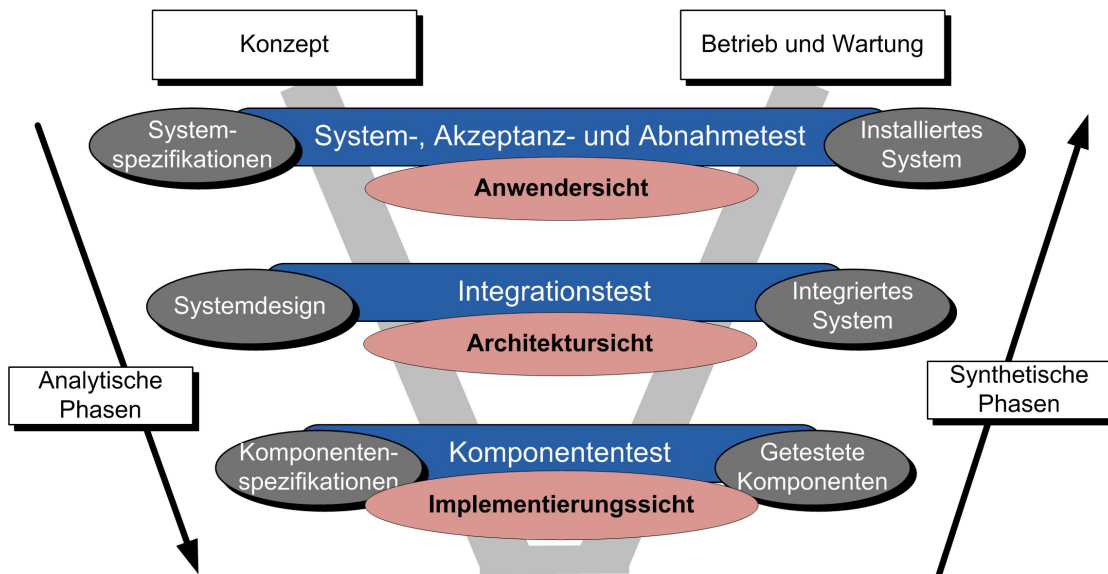 Konzept
Betrieb und Wartung
System-
spezifikationen
System-, Akzeptanz- und Abnahmetest
Installiertes
System
Anwendersicht
Systemdesign
Integrationstest
Integriertes
System
Architektursicht
Analytische
Phasen
Synthetische
Phasen
Komponenten-
spezifikationen
Komponententest
Getestete
Komponenten
Implementierungssicht